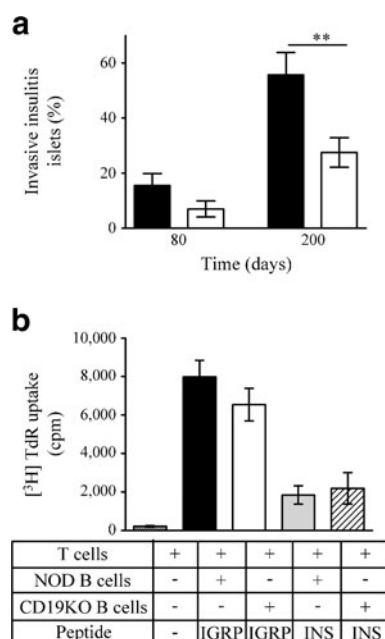 a
**
Invasive insulitis
islets (%)
60
40
20
0
80
200
Time (days)
b
[³H] TdR uptake
(cpm)
10,000
8,000
6,000
4,000
2,000
0
T cells + + + + +
NOD B cells - + - + -
CD19KO B cells - - + - +
Peptide - IGRP IGRP INS INS